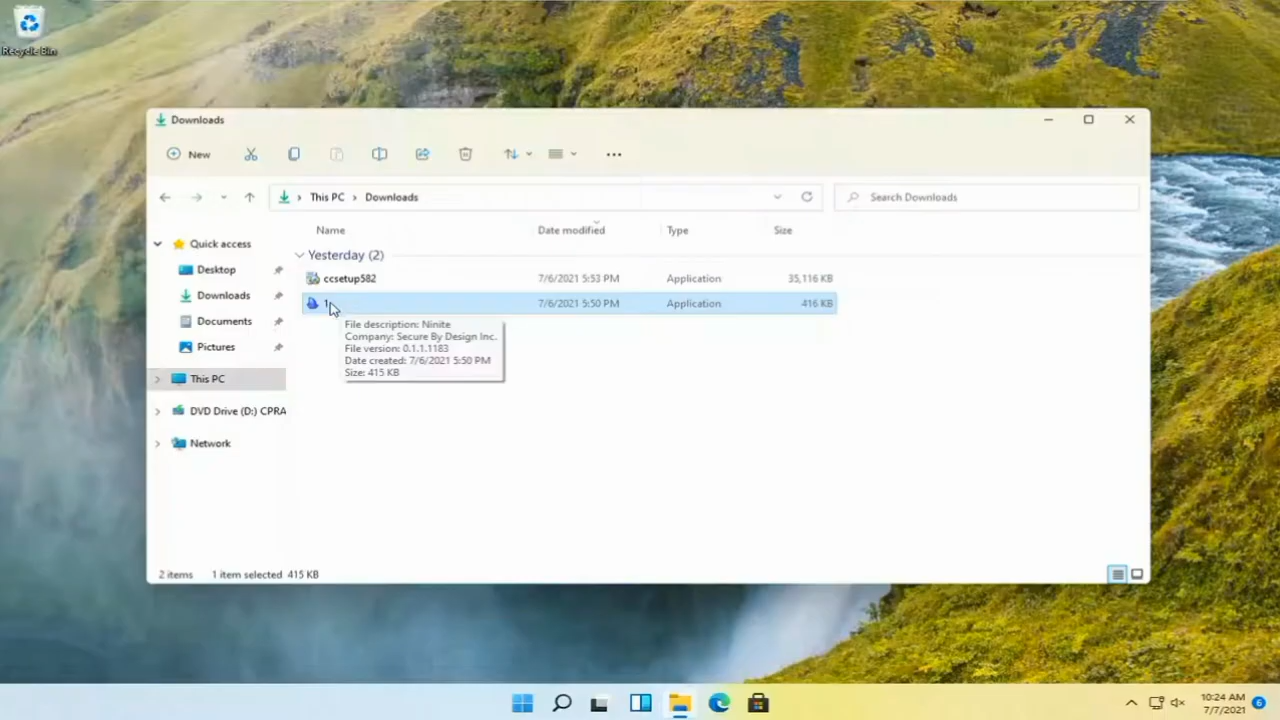 Recycle Bin
Downloads
New
This PC > Downloads
Search Downloads
Name Date modified Type Size
Quick access
Desktop
Downloads
Documents
Pictures
This PC
DVD Drive (D:) CPRA
Network
Yesterday (2)
ccsetup582 7/6/2021 5:53 PM Application 35,116 KB
1 7/6/2021 5:50 PM Application 416 KB
File description: Ninite
Company: Secure By Design Inc.
File version: 0.1.1.1183
Date created: 7/6/2021 5:50 PM
Size: 415 KB
2 items 1 item selected 415 KB
10:24 AM
7/7/2021
6